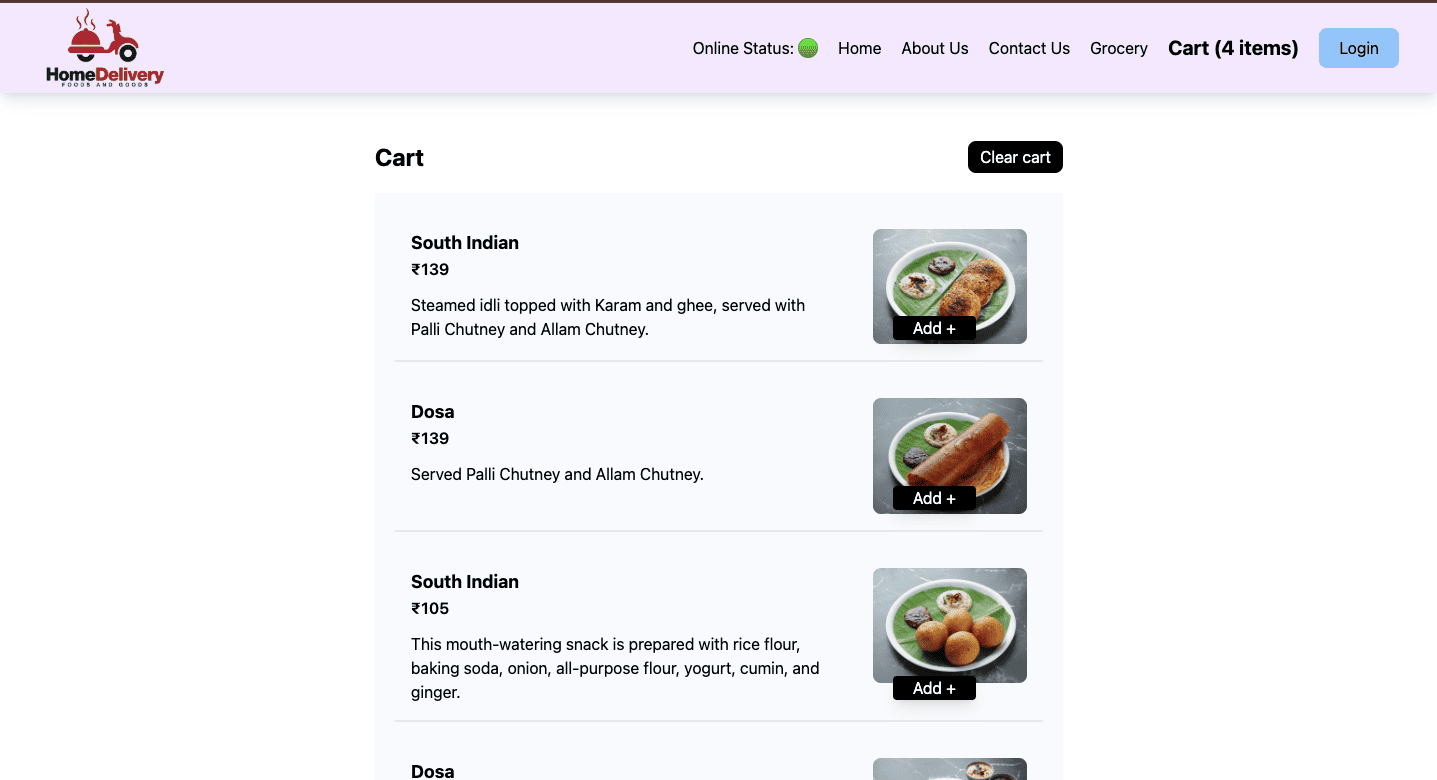 Online Status:
Home
About Us
Contact Us
Grocery
Cart (4 items)
Login
HomeDelivery
FOODS AND GOODS
Cart
Clear cart
South Indian
₹139
Steamed idli topped with Karam and ghee, served with
Palli Chutney and Allam Chutney.
Add +
Dosa
₹139
Served Palli Chutney and Allam Chutney.
Add +
South Indian
₹105
This mouth-watering snack is prepared with rice flour,
baking soda, onion, all-purpose flour, yogurt, cumin, and
ginger.
Add +
Dosa